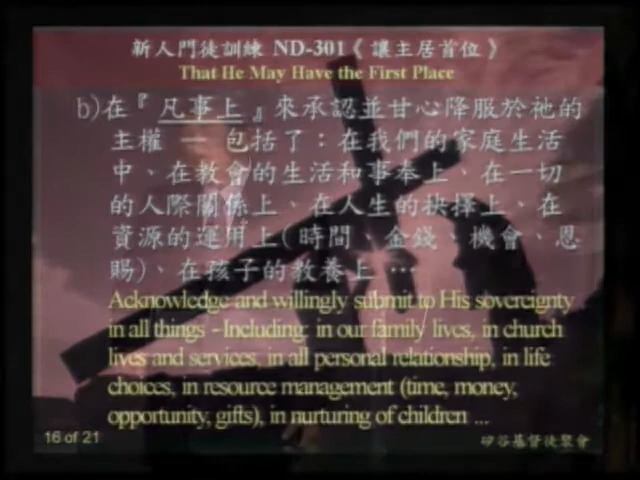 新人門徒訓練 ND-301《讓主居首位》
That He May Have the First Place
b)在『凡事上』來承認並甘心降服於祂的
主權 — 包括了：在我們的家庭生活
中、在教會的生活和事奉上、在一切
的人際關係上、在人生的抉擇上、在
資源的運用上(時間、金錢、機會、恩
賜)、在孩子的教養上 …
Acknowledge and willingly submit to His sovereignty
in all things - Including: in our family lives, in church
lives and services, in all personal relationship, in life
choices, in resource management (time, money,
opportunity, gifts), in nurturing of children ...
16 of 21
矽谷基督徒聚會